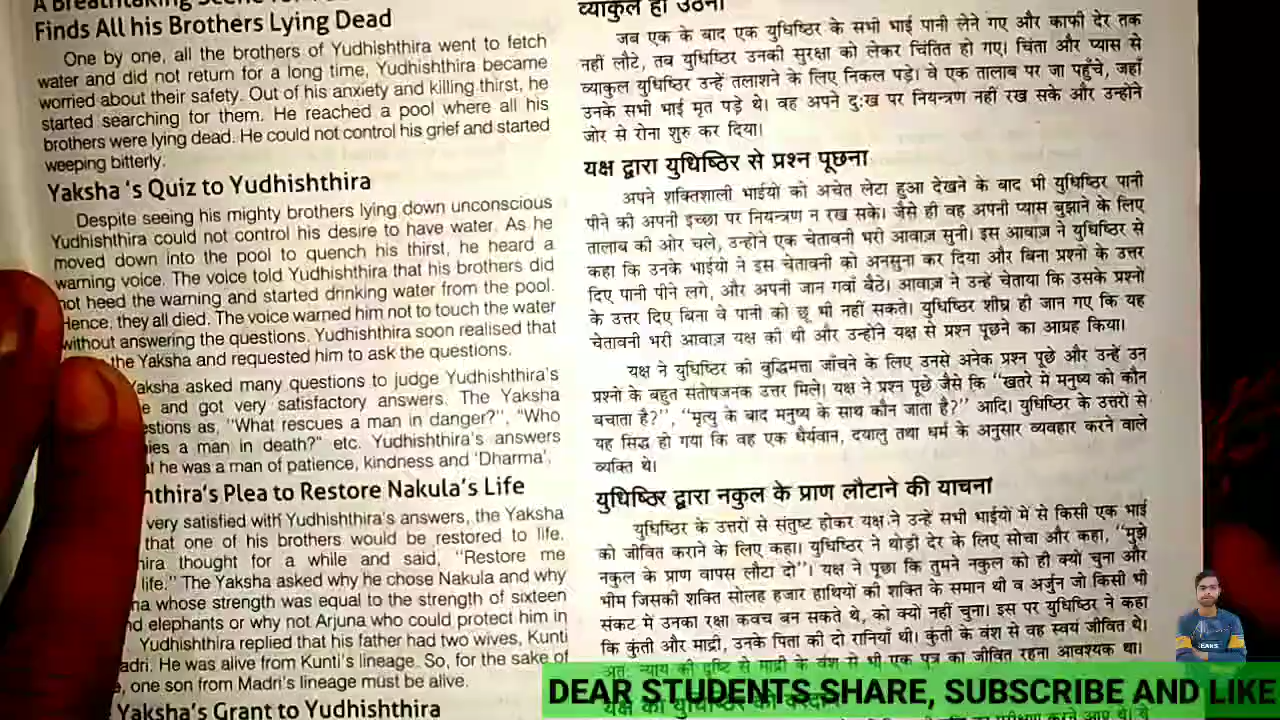 Finds All his Brothers Lying Dead
One by one, all the brothers of Yudhishthira went to fetch
water and did not return for a long time, Yudhishthira became
worried about their safety. Out of his anxiety and killing thirst, he
started searching for them. He reached a pool where all his
brothers were lying dead. He could not control his grief and started
weeping bitterly.
Yaksha 's Quiz to Yudhishthira
Despite seeing his mighty brothers lying down unconscious
Yudhishthira could not control his desire to have water. As he
moved down into the pool to quench his thirst, he heard a
warning voice. The voice told Yudhishthira that his brothers did
not heed the warning and started drinking water from the pool.
Hence, they all died. The voice warned him not to touch the water
without answering the questions. Yudhishthira soon realised that
the Yaksha and requested him to ask the questions.
Yaksha asked many questions to judge Yudhishthira's
and got very satisfactory answers. The Yaksha
as, "What rescues a man in danger?", "Who
a man in death?" etc. Yudhishthira's answers
he was a man of patience, kindness and 'Dharma',
Plea to Restore Nakula's Life
very satisfied with Yudhishthira's answers, the Yaksha
that one of his brothers would be restored to life.
thought for a while and said, "Restore me
life." The Yaksha asked why he chose Nakula and why
whose strength was equal to the strength of sixteen
elephants or why not Arjuna who could protect him in
Yudhishthira replied that his father had two wives, Kunti
He was alive from Kunti's lineage. So, for the sake of
one son from Madri's lineage must be alive.
Yaksha's Grant to Yudhishthira
व्याकुल हो उठना
जब एक के बाद एक युधिष्ठिर के सभी भाई पानी लेने गए और काफी देर तक
नहीं लौटे, तब युधिष्ठिर उनकी सुरक्षा को लेकर चिंतित हो गए। चिंता और प्यास से
व्याकुल युधिष्ठिर उन्हें तलाशने के लिए निकल पड़े। वे एक तालाब पर जा पहुँचे, जहाँ
उनके सभी भाई मृत पड़े थे। वह अपने दुःख पर नियन्त्रण नहीं रख सके और उन्होंने
जोर से रोना शुरु कर दिया।
यक्ष द्वारा युधिष्ठिर से प्रश्न पूछना
अपने शक्तिशाली भाईयों को अचेत लेटा हुआ देखने के बाद भी युधिष्ठिर पानी
पीने की अपनी इच्छा पर नियन्त्रण न रख सके। जैसे ही वह अपनी प्यास बुझाने के लिए
तालाब की ओर चले, उन्होंने एक चेतावनी भरी आवाज़ सुनी। इस आवाज़ ने युधिष्ठिर से
कहा कि उनके भाईयो ने इस चेतावनी को अनसुना कर दिया और बिना प्रश्नों के उत्तर
दिए पानी पीने लगे, और अपनी जान गवाँ बैठे। आवाज़ ने उन्हें चेताया कि उसके प्रश्नों
के उत्तर दिए बिना वे पानी को छू भी नहीं सकते। युधिष्ठिर शीघ्र ही जान गए कि यह
चेतावनी भरी आवाज़ यक्ष की थी और उन्होंने यक्ष से प्रश्न पूछने का आग्रह किया।
यक्ष ने युधिष्ठिर की बुद्धिमत्ता जाँचने के लिए उनसे अनेक प्रश्न पूछे और उन्हें उन
प्रश्नों के बहुत संतोषजनक उत्तर मिले। यक्ष ने प्रश्न पूछे जैसे कि "खतरे में मनुष्य को कौन
बचाता है?", "मृत्यु के बाद मनुष्य के साथ कौन जाता है?" आदि। युधिष्ठिर के उत्तरों से
यह सिद्ध हो गया कि वह एक धैर्यवान, दयालु तथा धर्म के अनुसार व्यवहार करने वाले
व्यक्ति थे।
युधिष्ठिर द्वारा नकुल के प्राण लौटाने की याचना
युधिष्ठिर के उत्तरों से संतुष्ट होकर यक्ष ने उन्हें सभी भाईयों में से किसी एक भाई
को जीवित कराने के लिए कहा। युधिष्ठिर ने थोड़ी देर के लिए सोचा और कहा, "मुझे
नकुल के प्राण वापस लौटा दो"। यक्ष ने पूछा कि तुमने नकुल को ही क्यों चुना और
भीम जिसकी शक्ति सोलह हजार हाथियों की शक्ति के समान थी व अर्जुन जो किसी भी
संकट में उनका रक्षा कवच बन सकते थे, को क्यों नहीं चुना। इस पर युधिष्ठिर ने कहा
कि कुंती और माद्री, उनके पिता की दो रानियाँ थी। कुंती के वंश से वह स्वयं जीवित थे।
अतः न्याय की दृष्टि से माद्री के वंश से भी एक पुत्र का जीवित रहना आवश्यक था।
DEAR STUDENTS SHARE, SUBSCRIBE AND LIKE